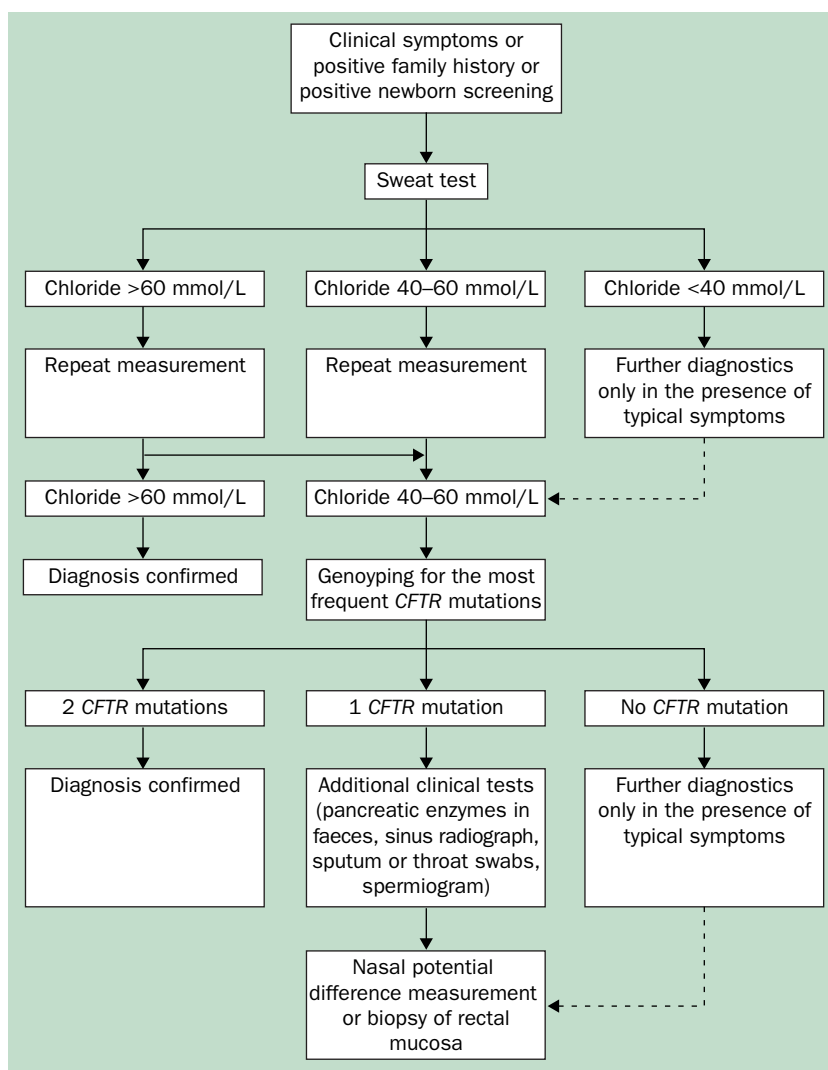 Clinical symptoms or
positive family history or
positive newborn screening
Sweat test
Chloride >60 mmol/L
Chloride 40–60 mmol/L
Chloride <40 mmol/L
Repeat measurement
Repeat measurement
Further diagnostics
only in the presence of
typical symptoms
Chloride >60 mmol/L
Chloride 40–60 mmol/L
Diagnosis confirmed
Genoyping for the most
frequent CFTR mutations
2 CFTR mutations
1 CFTR mutation
No CFTR mutation
Diagnosis confirmed
Additional clinical tests
(pancreatic enzymes in
faeces, sinus radiograph,
sputum or throat swabs,
spermiogram)
Further diagnostics
only in the presence of
typical symptoms
Nasal potential
difference measurement
or biopsy of rectal
mucosa